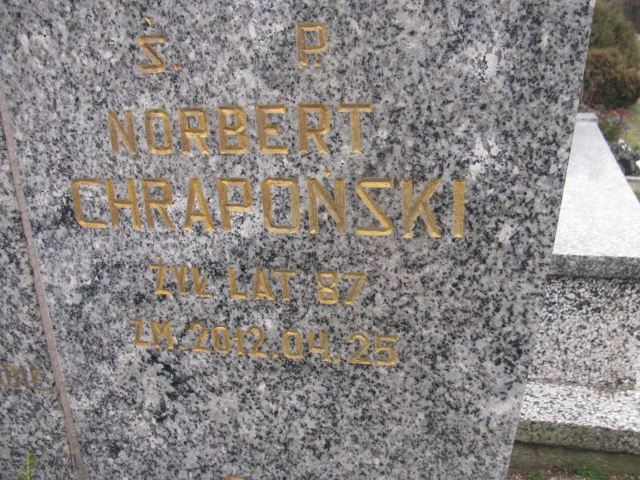 Ś. P.
NORBERT
CHRAPOŃSKI
ŻYŁ LAT 87
ZM. 2012.04.25